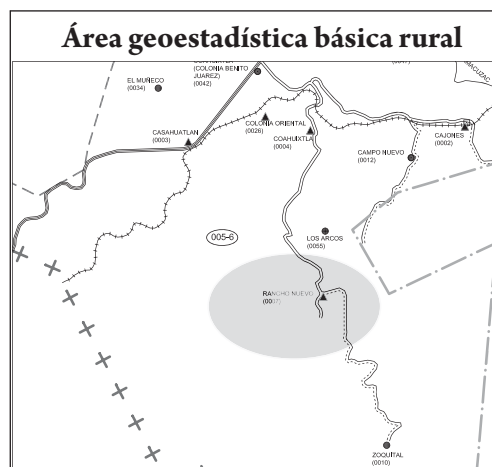 Área geoestadística básica rural
(COLONIA BENITO
JUAREZ)
(0042)
EL MUÑECO
(0034)
COLONIA ORIENTAL
(0026)
CASAHUATLAN
(0003)
COAHUIXTLA
(0004)
CAJONES
(0002)
CAMPO NUEVO
(0012)
005-6
LOS ARCOS
(0055)
RANCHO NUEVO
(0007)
ZOQUITAL
(0010)